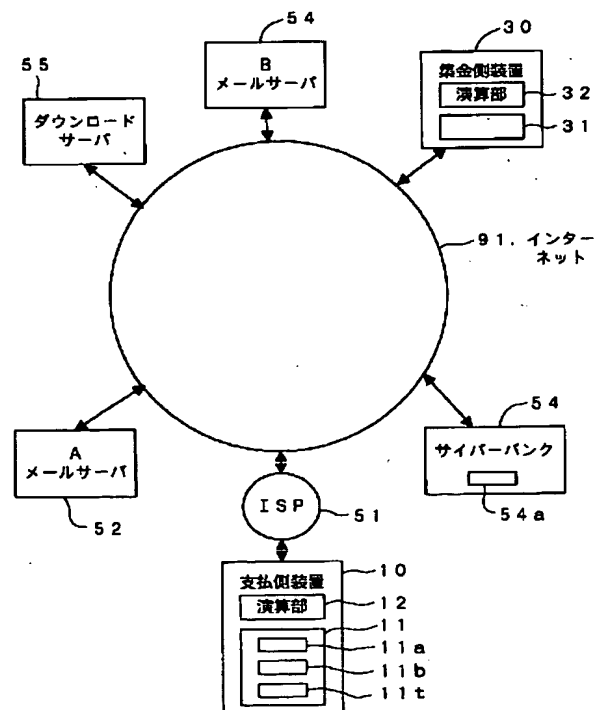 54
B
メールサーバ
55
ダウンロード
サーバ
30
集金側装置
演算部
32
31
91. インター
ネット
A
メールサーバ
52
54
サイバーバンク
54a
ISP
51
10
支払側装置
演算部
12
11
11a
11b
11t